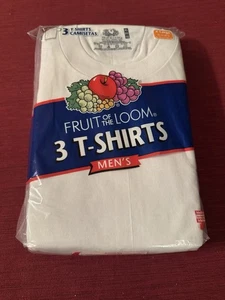 3 T-SHIRTS
CAMISETAS
FRUIT OF THE LOOM®
3 T-SHIRTS
MEN'S